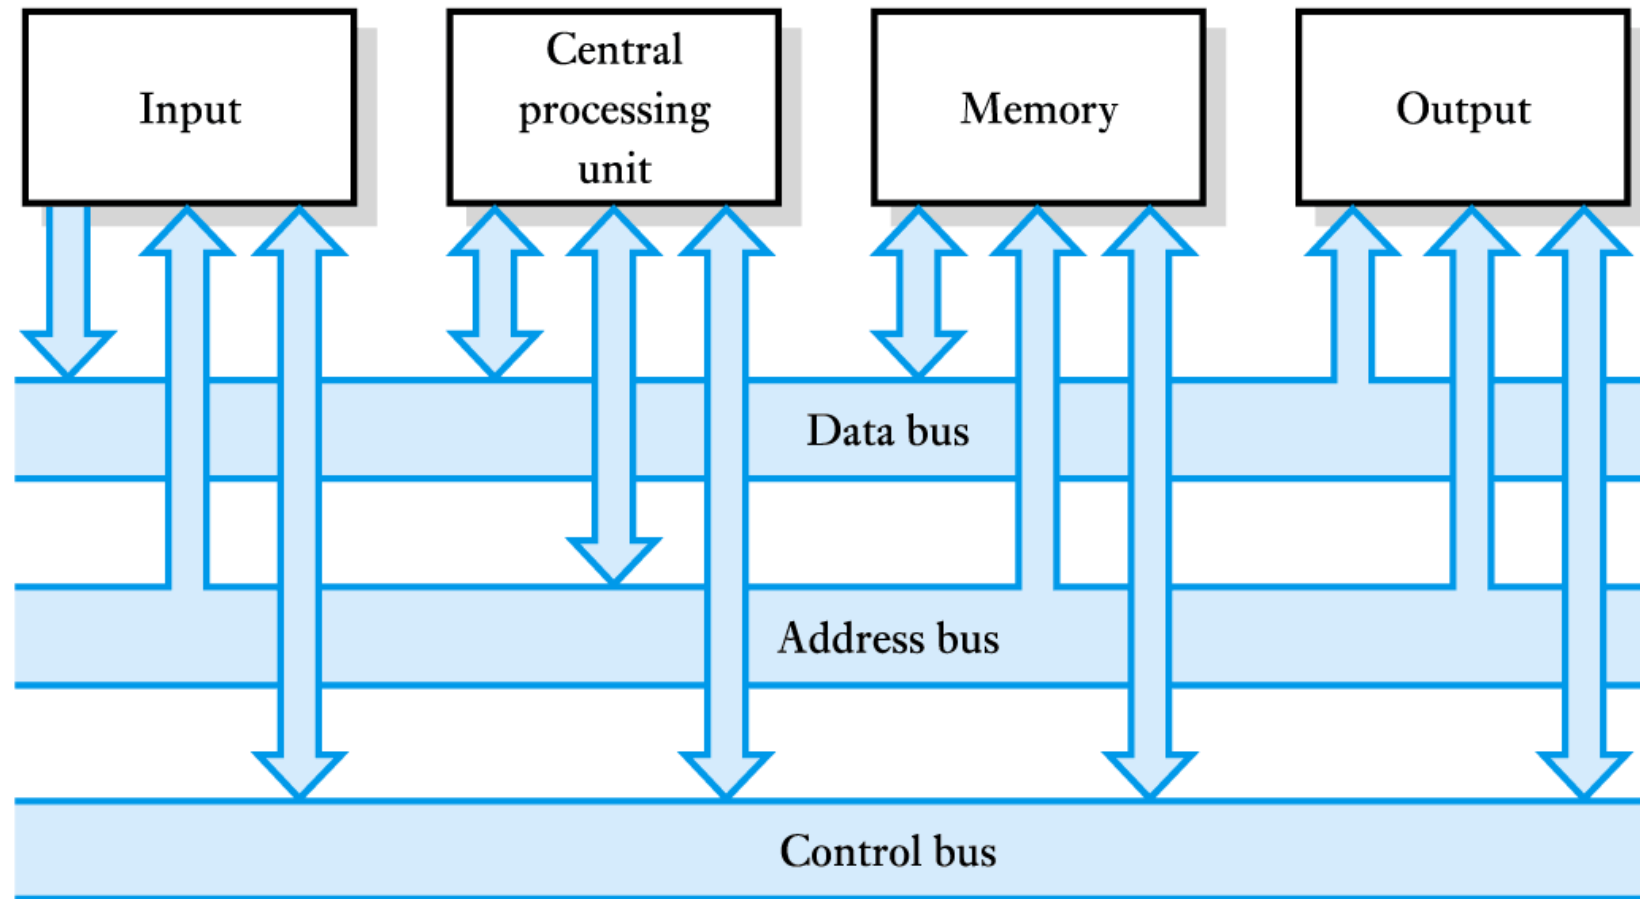 Input
Central
processing
unit
Memory
Output
Data bus
Address bus
Control bus